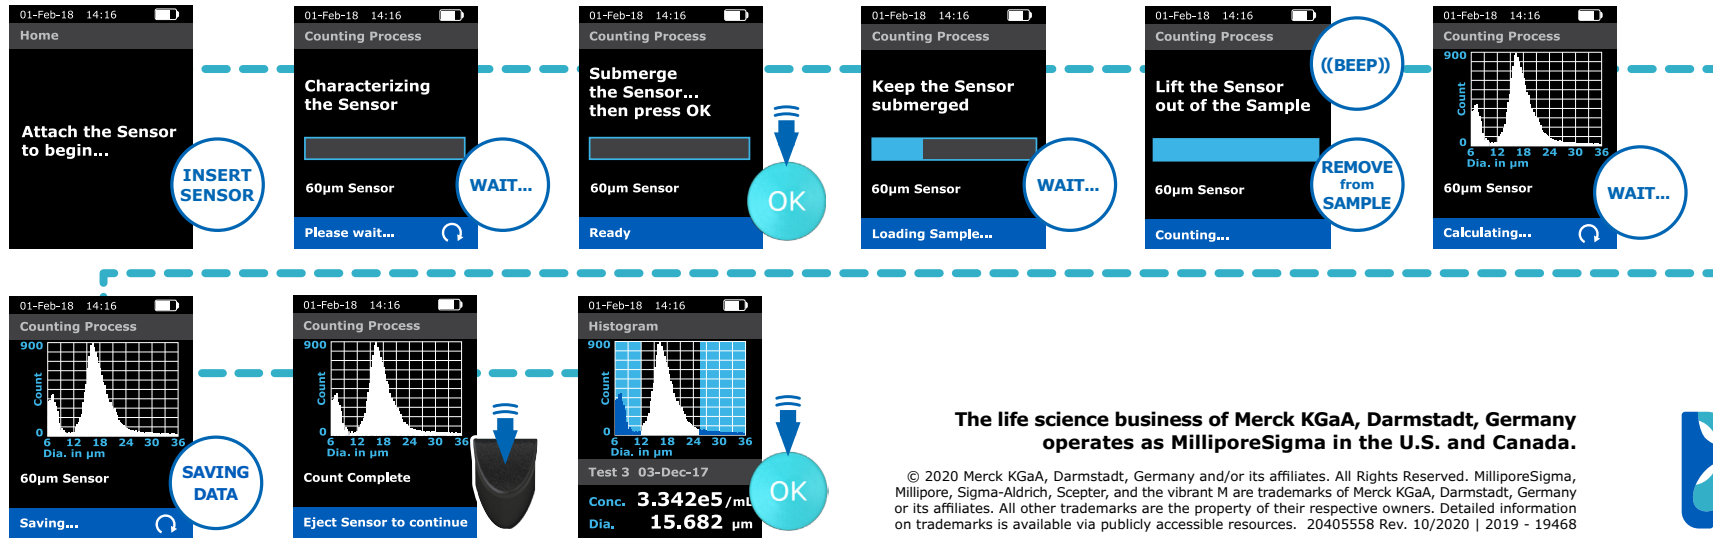 01-Feb-18 14:16
Home
Attach the Sensor
to begin...
INSERT
SENSOR
01-Feb-18 14:16
Counting Process
Characterizing
the Sensor
60µm Sensor
Please wait...
WAIT...
01-Feb-18 14:16
Counting Process
Submerge
the Sensor...
then press OK
60µm Sensor
Ready
OK
01-Feb-18 14:16
Counting Process
Keep the Sensor
submerged
60µm Sensor
Loading Sample...
WAIT...
01-Feb-18 14:16
Counting Process
((BEEP))
Lift the Sensor
out of the Sample
60µm Sensor
Counting...
REMOVE
from
SAMPLE
01-Feb-18 14:16
Counting Process
900
Count
0
6 12 18 24 30 36
Dia. in µm
60µm Sensor
Calculating...
WAIT...
01-Feb-18 14:16
Counting Process
900
Count
0
6 12 18 24 30 36
Dia. in µm
60µm Sensor
Saving...
SAVING
DATA
01-Feb-18 14:16
Counting Process
900
Count
0
6 12 18 24 30 36
Dia. in µm
Count Complete
Eject Sensor to continue
01-Feb-18 14:16
Histogram
900
Count
0
6 12 18 24 30 36
Dia. in µm
Test 3 03-Dec-17
Conc. 3.342e5 /mL
Dia. 15.682 µm
OK
The life science business of Merck KGaA, Darmstadt, Germany
operates as MilliporeSigma in the U.S. and Canada.
© 2020 Merck KGaA, Darmstadt, Germany and/or its affiliates. All Rights Reserved. MilliporeSigma,
Millipore, Sigma-Aldrich, Scepter, and the vibrant M are trademarks of Merck KGaA, Darmstadt, Germany
or its affiliates. All other trademarks are the property of their respective owners. Detailed information
on trademarks is available via publicly accessible resources. 20405558 Rev. 10/2020 | 2019 - 19468